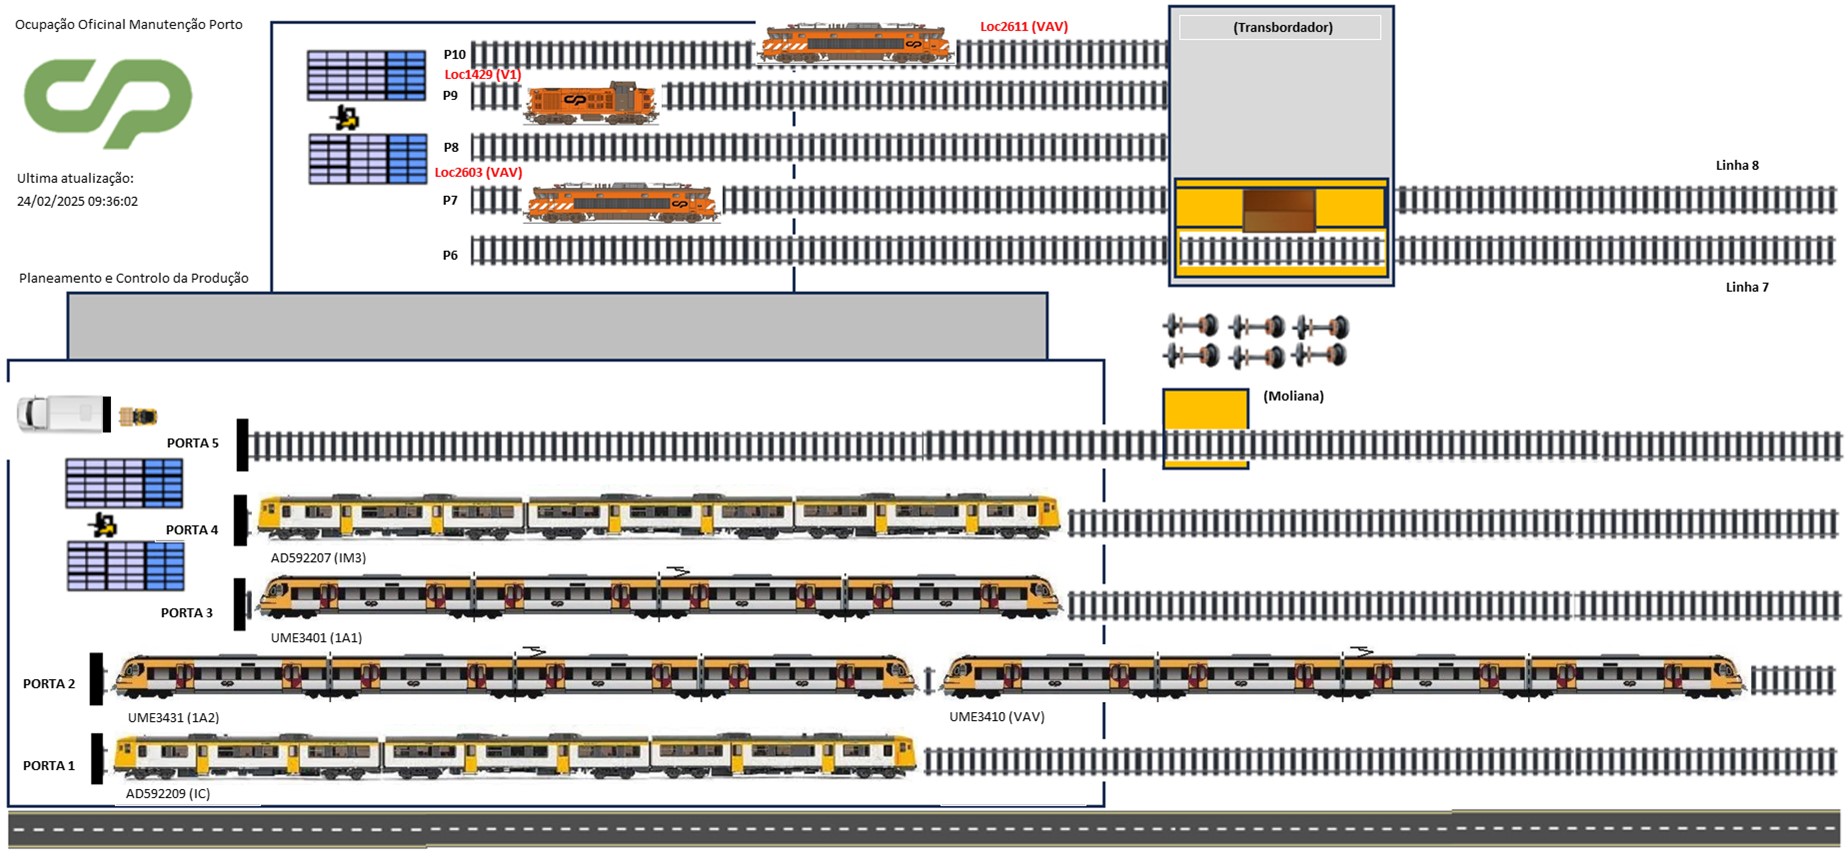 Ocupação Oficinal Manutenção Porto
Loc2611 (VAV)
(Transbordador)
P10
Loc1429 (V1)
P9
P8
Loc2603 (VAV)
P7
P6
Linha 8
Ultima atualização:
24/02/2025 09:36:02
Planeamento e Controlo da Produção
Linha 7
(Moliana)
PORTA 5
PORTA 4
AD592207 (IM3)
PORTA 3
UME3401 (1A1)
PORTA 2
UME3431 (1A2)
UME3410 (VAV)
PORTA 1
AD592209 (IC)